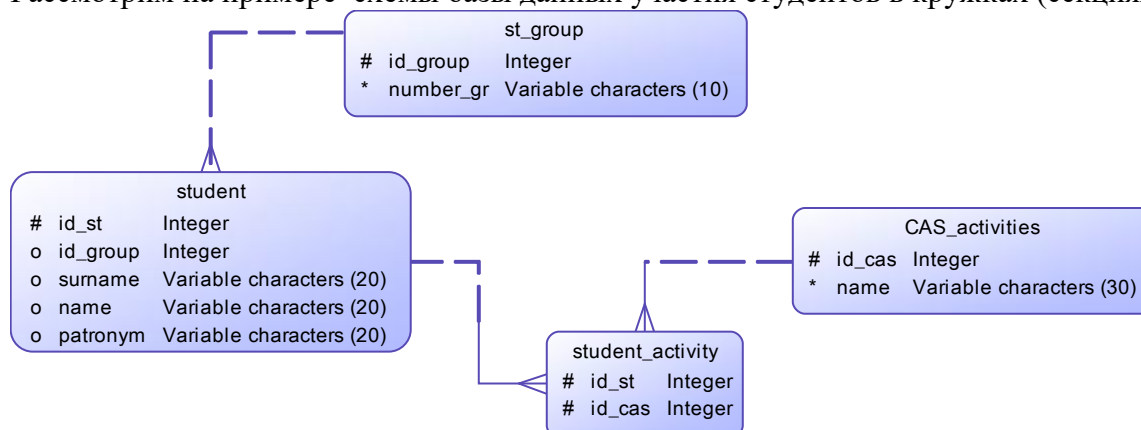 Рассмотрим на примере схемы базы данных участия студентов в кружках (секция
st_group
# id_group Integer
* number_gr Variable characters (10)
student
# id_st Integer
o id_group Integer
o surname Variable characters (20)
o name Variable characters (20)
o patronym Variable characters (20)
CAS_activities
# id_cas Integer
* name Variable characters (30)
student_activity
# id_st Integer
# id_cas Integer